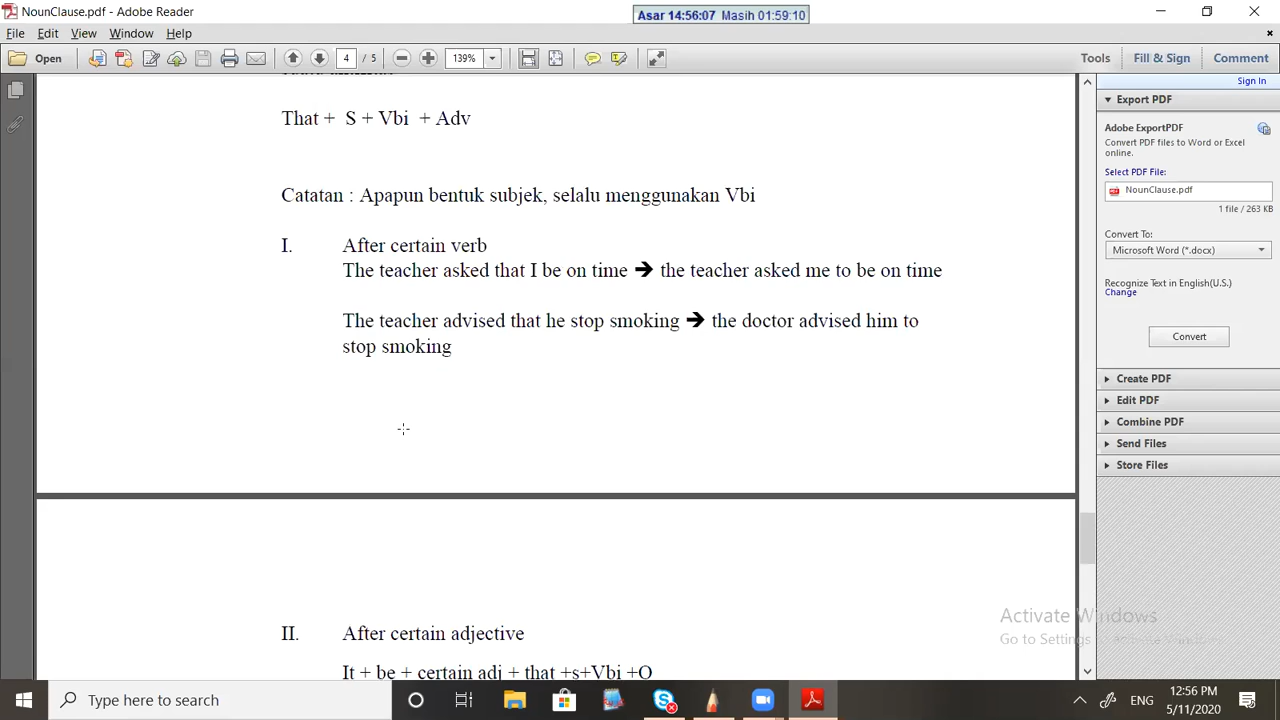 NounClause.pdf - Adobe Reader
Asar 14:56:07 Masih 01:59:10
File Edit View Window Help
Open
4 / 5
139%
Tools Fill & Sign Comment
Sign In
Export PDF
Adobe ExportPDF
Convert PDF files to Word or Excel
online.
Select PDF File:
NounClause.pdf
1 file / 263 KB
Convert To:
Microsoft Word (*.docx)
Recognize Text in English(U.S.)
Change
Convert
Create PDF
Edit PDF
Combine PDF
Send Files
Store Files
That + S + Vbi + Adv
Catatan : Apapun bentuk subjek, selalu menggunakan Vbi
I. After certain verb
The teacher asked that I be on time ➔ the teacher asked me to be on time
The teacher advised that he stop smoking ➔ the doctor advised him to
stop smoking
II. After certain adjective
It + be + certain adj + that +s+Vbi +O
Activate Windows
Go to Settings to activate Windows.
Type here to search
ENG
12:56 PM
5/11/2020